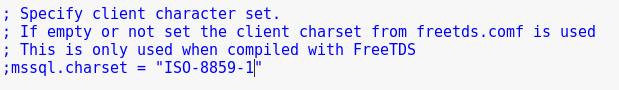 ; Specify client character set.
; If empty or not set the client charset from freetds.comf is used
; This is only used when compiled with FreeTDS
;mssql.charset = "ISO-8859-1"